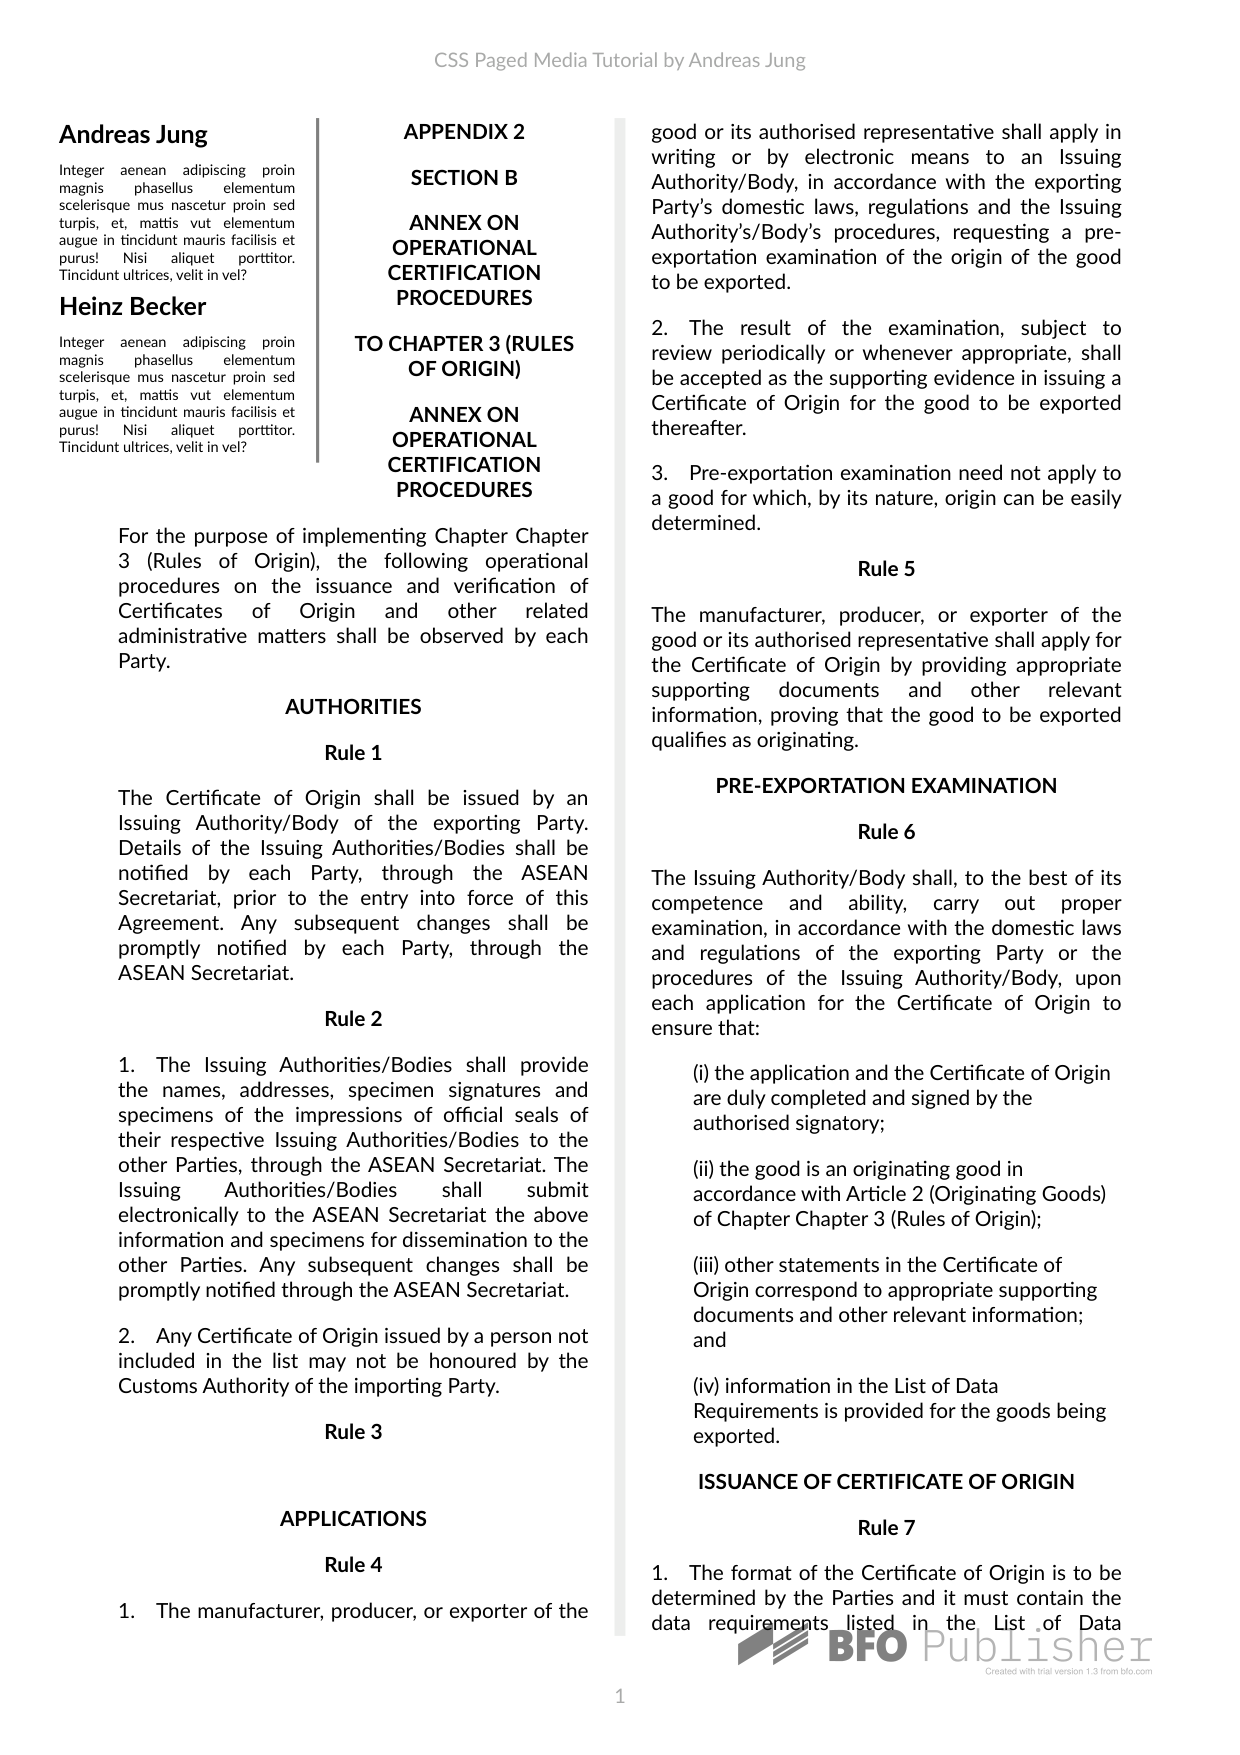 CSS Paged Media Tutorial by Andreas Jung
Andreas Jung
Integer aenean adipiscing proin
magnis phasellus elementum
scelerisque mus nascetur proin sed
turpis, et, mattis vut elementum
augue in tincidunt mauris facilisis et
purus! Nisi aliquet porttitor.
Tincidunt ultrices, velit in vel?
Heinz Becker
Integer aenean adipiscing proin
magnis phasellus elementum
scelerisque mus nascetur proin sed
turpis, et, mattis vut elementum
augue in tincidunt mauris facilisis et
purus! Nisi aliquet porttitor.
Tincidunt ultrices, velit in vel?
APPENDIX 2
SECTION B
ANNEX ON
OPERATIONAL
CERTIFICATION
PROCEDURES
TO CHAPTER 3 (RULES
OF ORIGIN)
ANNEX ON
OPERATIONAL
CERTIFICATION
PROCEDURES
For the purpose of implementing Chapter Chapter
3 (Rules of Origin), the following operational
procedures on the issuance and verification of
Certificates of Origin and other related
administrative matters shall be observed by each
Party.
AUTHORITIES
Rule 1
The Certificate of Origin shall be issued by an
Issuing Authority/Body of the exporting Party.
Details of the Issuing Authorities/Bodies shall be
notified by each Party, through the ASEAN
Secretariat, prior to the entry into force of this
Agreement. Any subsequent changes shall be
promptly notified by each Party, through the
ASEAN Secretariat.
Rule 2
1. The Issuing Authorities/Bodies shall provide
the names, addresses, specimen signatures and
specimens of the impressions of official seals of
their respective Issuing Authorities/Bodies to the
other Parties, through the ASEAN Secretariat. The
Issuing Authorities/Bodies shall submit
electronically to the ASEAN Secretariat the above
information and specimens for dissemination to the
other Parties. Any subsequent changes shall be
promptly notified through the ASEAN Secretariat.
2. Any Certificate of Origin issued by a person not
included in the list may not be honoured by the
Customs Authority of the importing Party.
Rule 3
APPLICATIONS
Rule 4
1. The manufacturer, producer, or exporter of the
good or its authorised representative shall apply in
writing or by electronic means to an Issuing
Authority/Body, in accordance with the exporting
Party’s domestic laws, regulations and the Issuing
Authority’s/Body’s procedures, requesting a pre-
exportation examination of the origin of the good
to be exported.
2. The result of the examination, subject to
review periodically or whenever appropriate, shall
be accepted as the supporting evidence in issuing a
Certificate of Origin for the good to be exported
thereafter.
3. Pre-exportation examination need not apply to
a good for which, by its nature, origin can be easily
determined.
Rule 5
The manufacturer, producer, or exporter of the
good or its authorised representative shall apply for
the Certificate of Origin by providing appropriate
supporting documents and other relevant
information, proving that the good to be exported
qualifies as originating.
PRE-EXPORTATION EXAMINATION
Rule 6
The Issuing Authority/Body shall, to the best of its
competence and ability, carry out proper
examination, in accordance with the domestic laws
and regulations of the exporting Party or the
procedures of the Issuing Authority/Body, upon
each application for the Certificate of Origin to
ensure that:
(i) the application and the Certificate of Origin
are duly completed and signed by the
authorised signatory;
(ii) the good is an originating good in
accordance with Article 2 (Originating Goods)
of Chapter Chapter 3 (Rules of Origin);
(iii) other statements in the Certificate of
Origin correspond to appropriate supporting
documents and other relevant information;
and
(iv) information in the List of Data
Requirements is provided for the goods being
exported.
ISSUANCE OF CERTIFICATE OF ORIGIN
Rule 7
1. The format of the Certificate of Origin is to be
determined by the Parties and it must contain the
data requirements listed in the List of Data
BFO Publisher
Created with trial version 1.3 from bfo.com
1